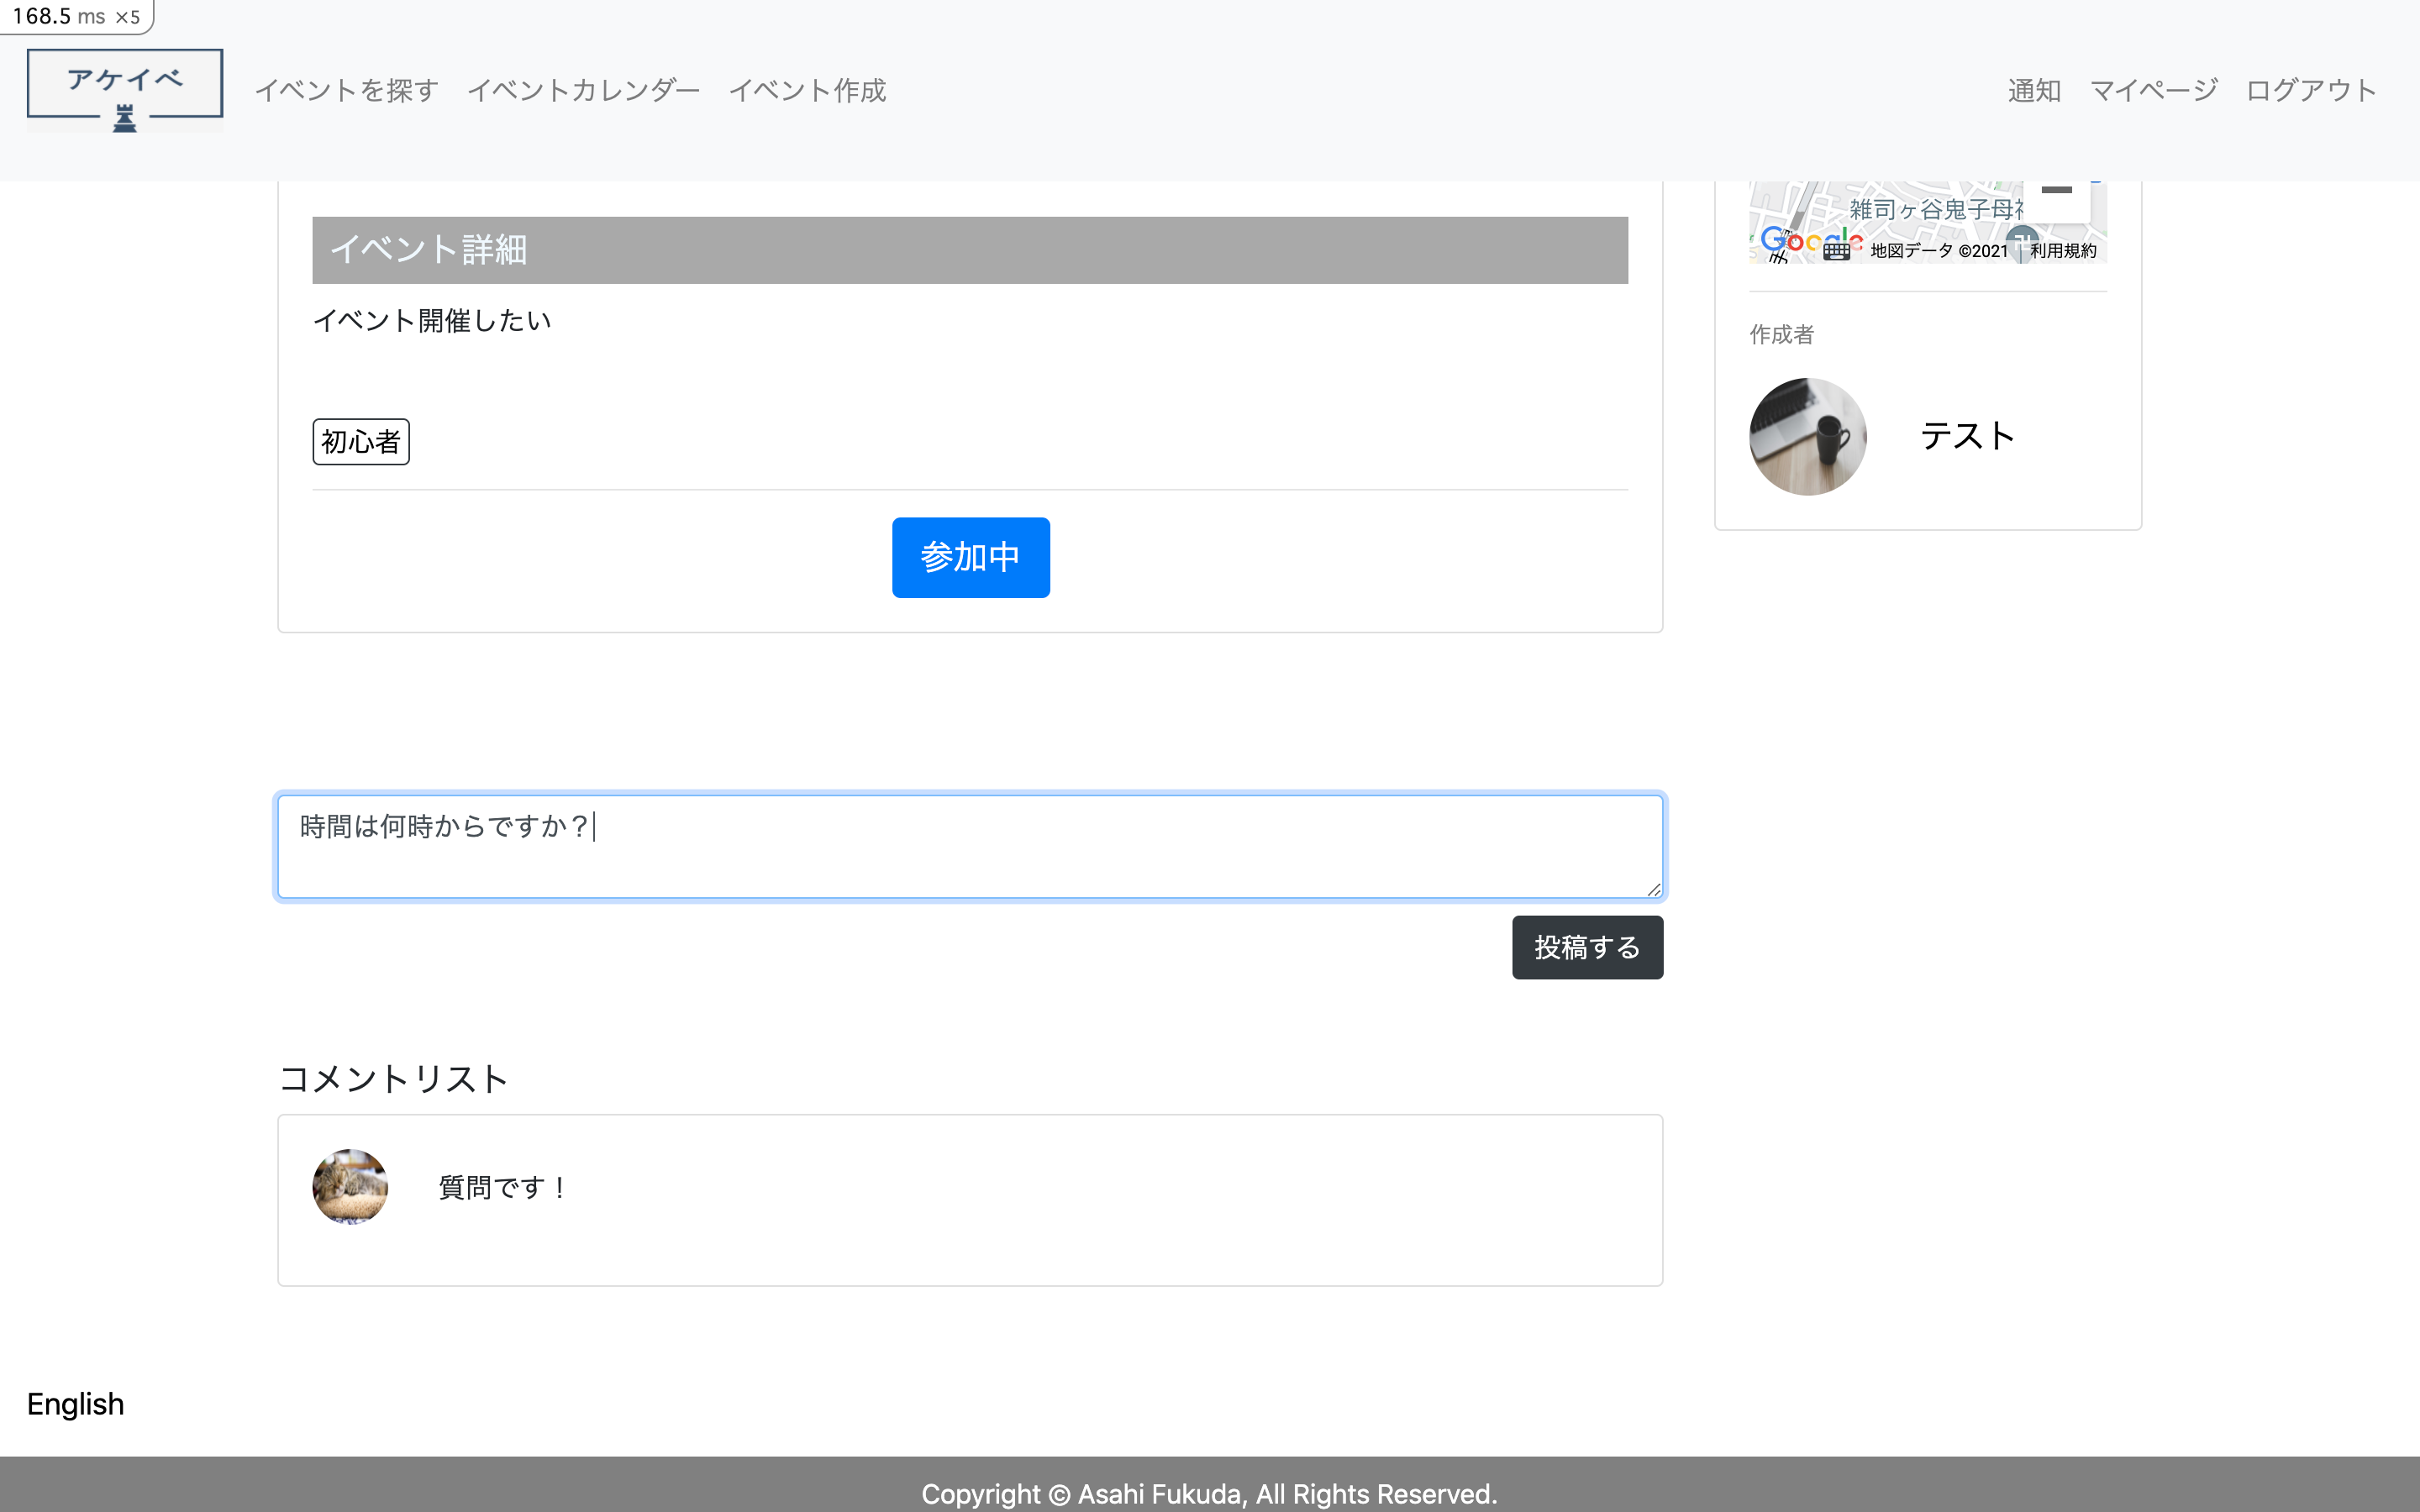 168.5 ms ×5
アケイベ
イベントを探す イベントカレンダー イベント作成
通知 マイページ ログアウト
雑司ヶ谷鬼子母
Google
地図データ ©2021 利用規約
イベント詳細
イベント開催したい
初心者
参加中
作成者
テスト
時間は何時からですか？
投稿する
コメントリスト
質問です！
English
Copyright © Asahi Fukuda, All Rights Reserved.